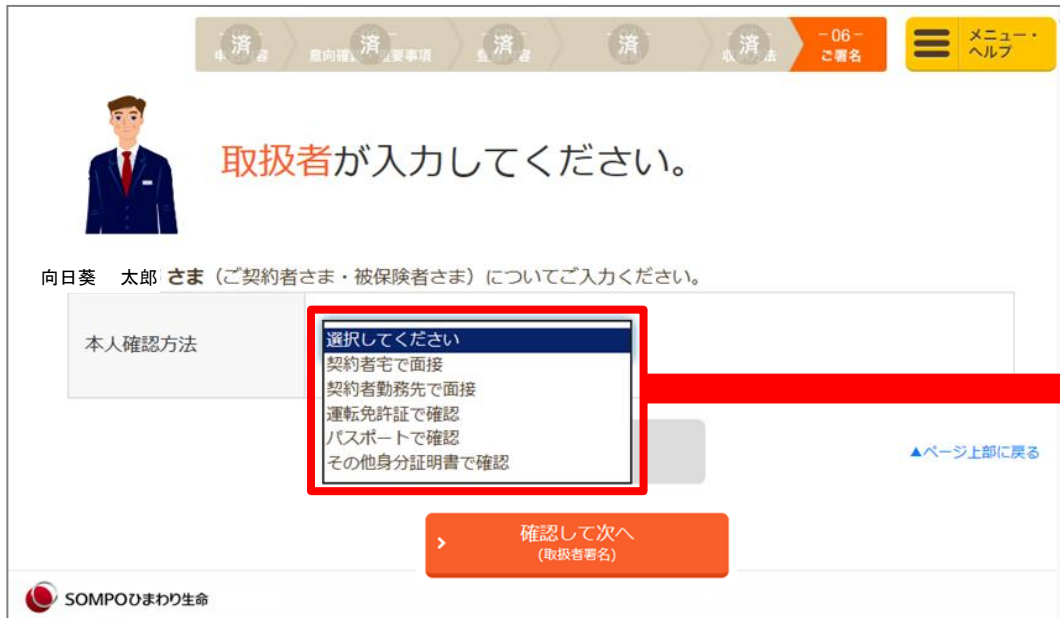 済
意向確 済 要事項
済
済
済
- 06 -
ご署名
メニュー・
ヘルプ
取扱者が入力してください。
向日葵 太郎 さま（ご契約者さま・被保険者さま）についてご入力ください。
本人確認方法
選択してください
契約者宅で面接
契約者勤務先で面接
運転免許証で確認
パスポートで確認
その他身分証明書で確認
▲ページ上部に戻る
確認して次へ
(取扱者署名)
SOMPOひまわり生命